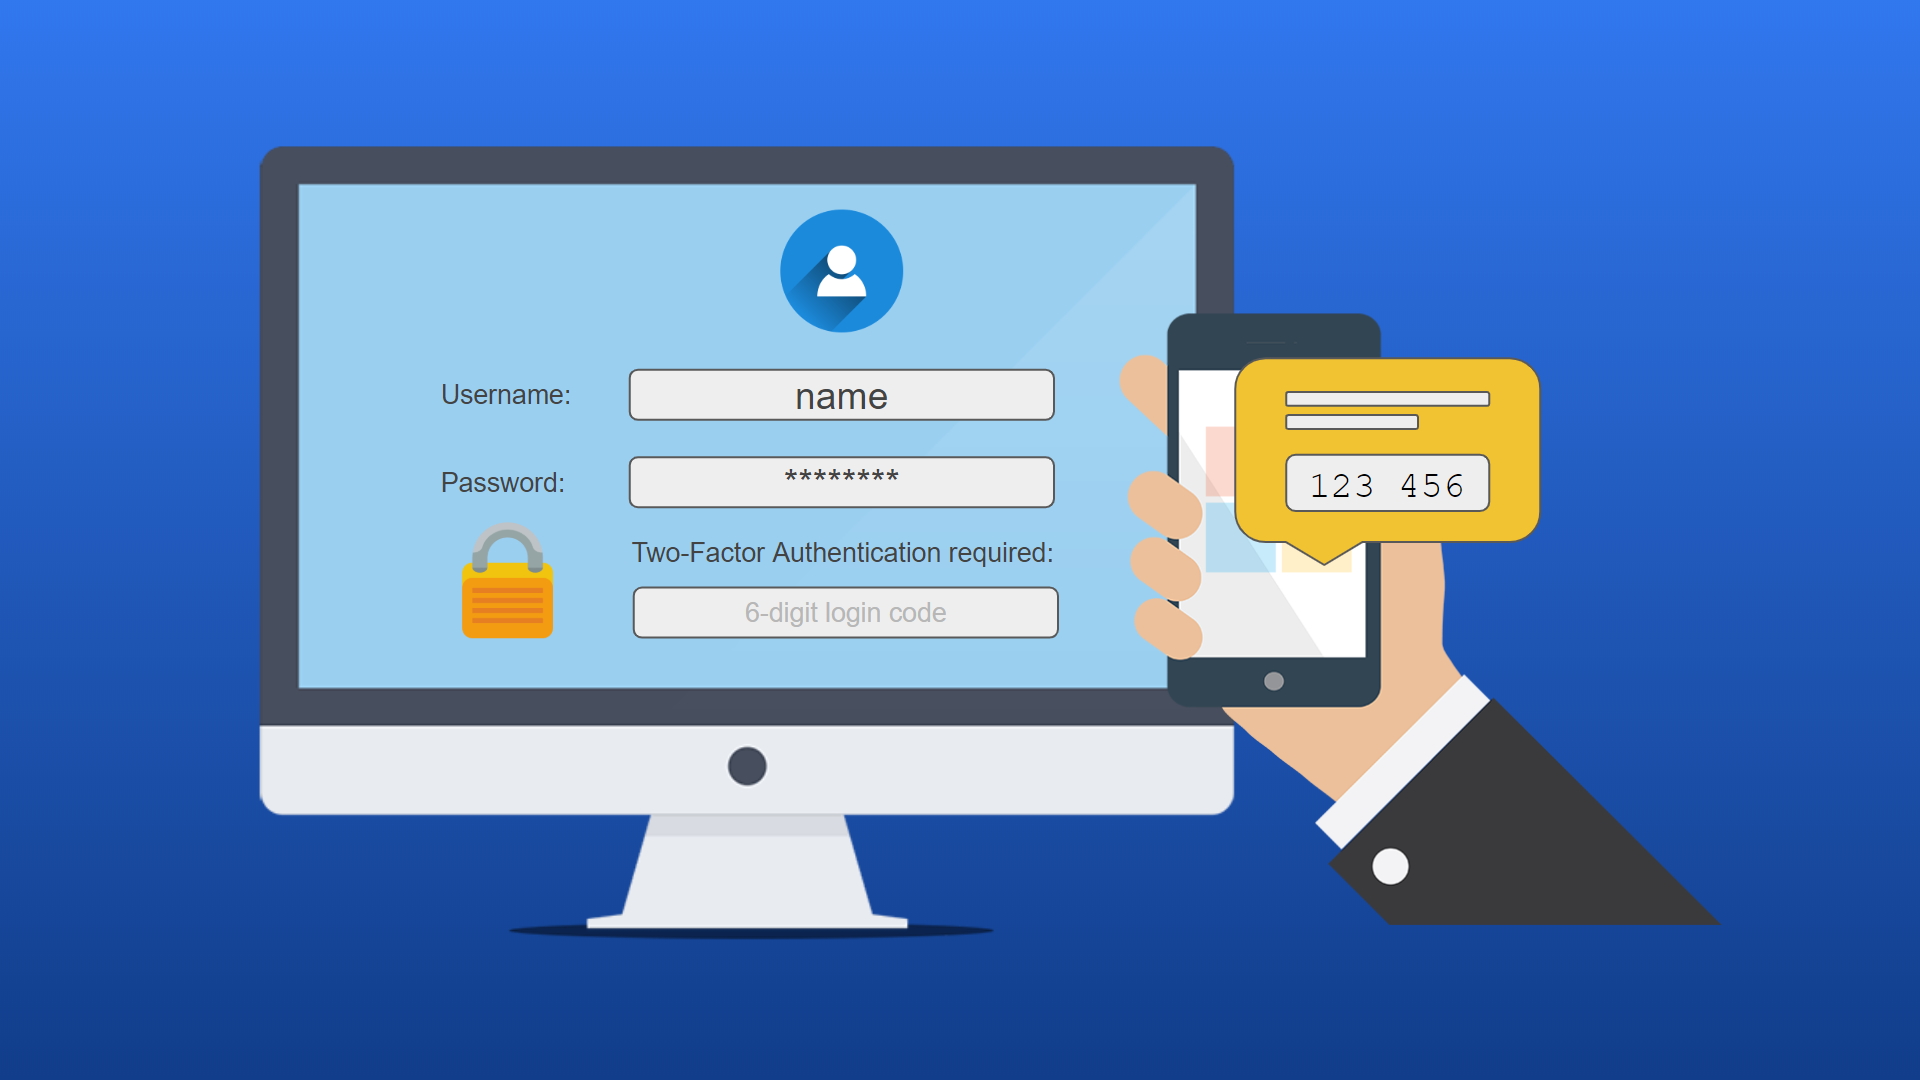 Username:
name
Password:
********
Two-Factor Authentication required:
6-digit login code
123 456